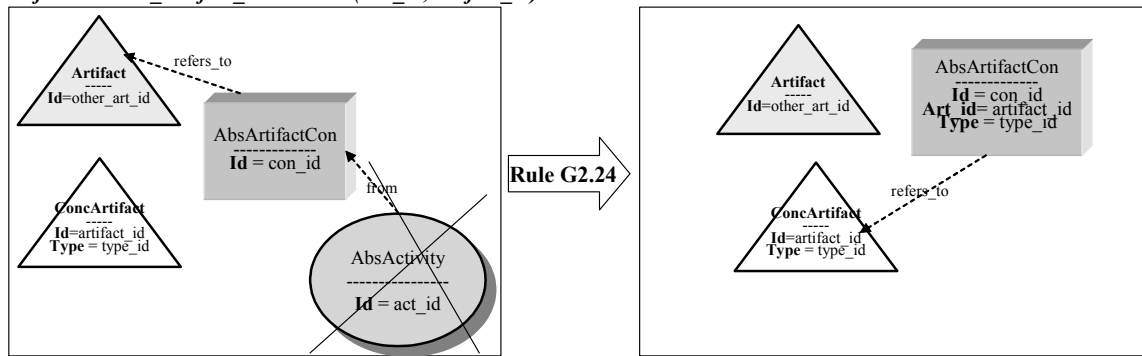 Artifact
-----
Id=other_art_id
refers_to
AbsArtifactCon
-------------
Id = con_id
ConcArtifact
-----
Id=artifact_id
Type = type_id
from
AbsActivity
-----------------
Id = act_id
Rule G2.24
Artifact
-----
Id=other_art_id
AbsArtifactCon
-------------
Id = con_id
Art_id= artifact_id
Type = type_id
refers_to
ConcArtifact
-----
Id=artifact_id
Type = type_id